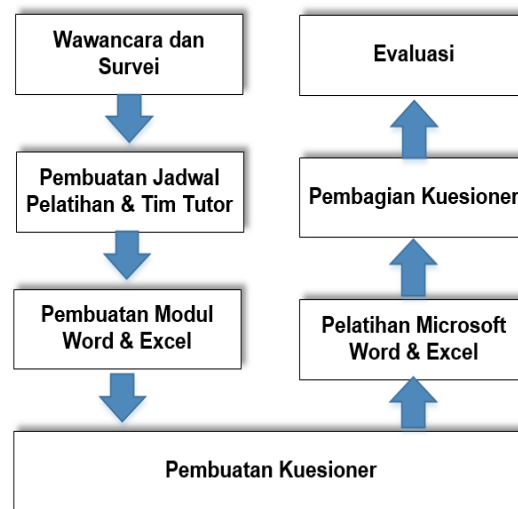 Wawancara dan
Survei
Pembuatan Jadwal
Pelatihan & Tim Tutor
Pembuatan Modul
Word & Excel
Pembuatan Kuesioner
Pelatihan Microsoft
Word & Excel
Pembagian Kuesioner
Evaluasi